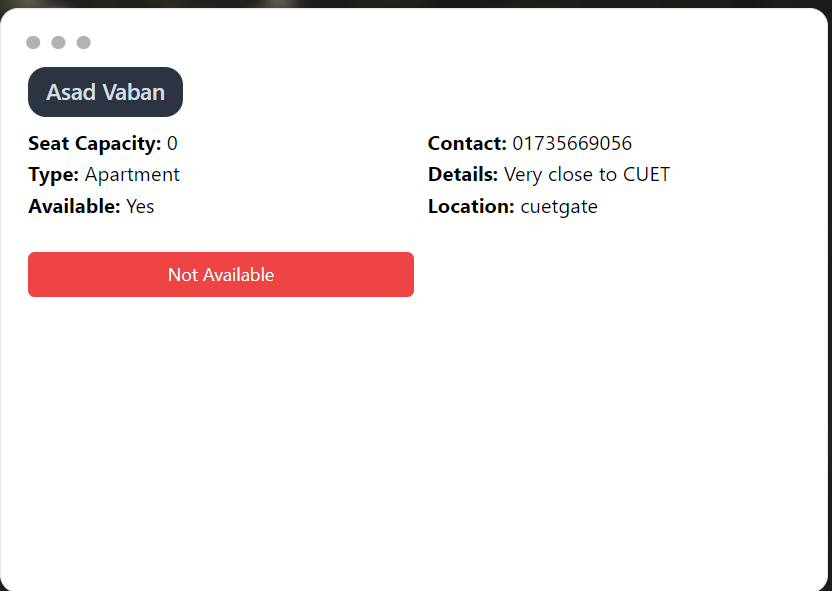 Asad Vaban
Seat Capacity: 0
Type: Apartment
Available: Yes
Contact: 01735669056
Details: Very close to CUET
Location: cuetgate
Not Available